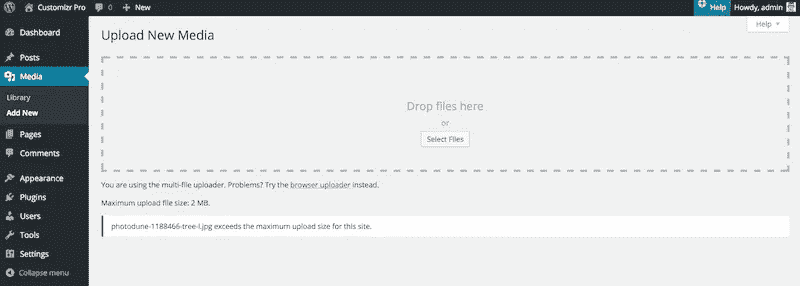 Customizr Pro 0 + New Help Howdy, admin
Dashboard
Posts
Media
Library
Add New
Pages
Comments
Appearance
Plugins
Users
Tools
Settings
Collapse menu
Upload New Media
Help
Drop files here
or
Select Files
You are using the multi-file uploader. Problems? Try the browser uploader instead.
Maximum upload file size: 2 MB.
photodune-1188466-tree-l.jpg exceeds the maximum upload size for this site.